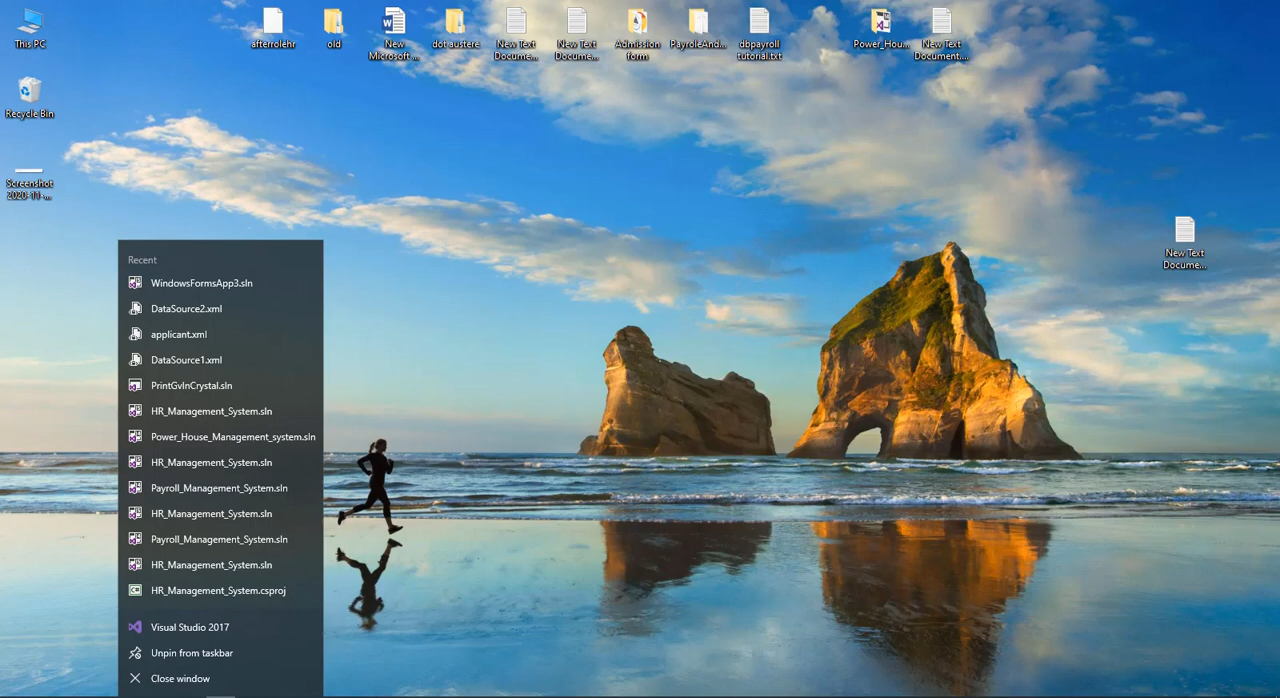 This PC
afterrolehr
old
New
Microsoft ...
dot austere
New Text
Docume...
New Text
Docume...
Admission
form
PayroleAnd...
dbpayroll
tutorial.txt
Power_Hou...
New Text
Document....
Recycle Bin
Screenshot
2020-11-...
New Text
Docume...
Recent
WindowsFormsApp3.sln
DataSource2.xml
applicant.xml
DataSource1.xml
PrintGvInCrystal.sln
HR_Management_System.sln
Power_House_Management_system.sln
HR_Management_System.sln
Payroll_Management_System.sln
HR_Management_System.sln
Payroll_Management_System.sln
HR_Management_System.sln
HR_Management_System.csproj
Visual Studio 2017
Unpin from taskbar
Close window